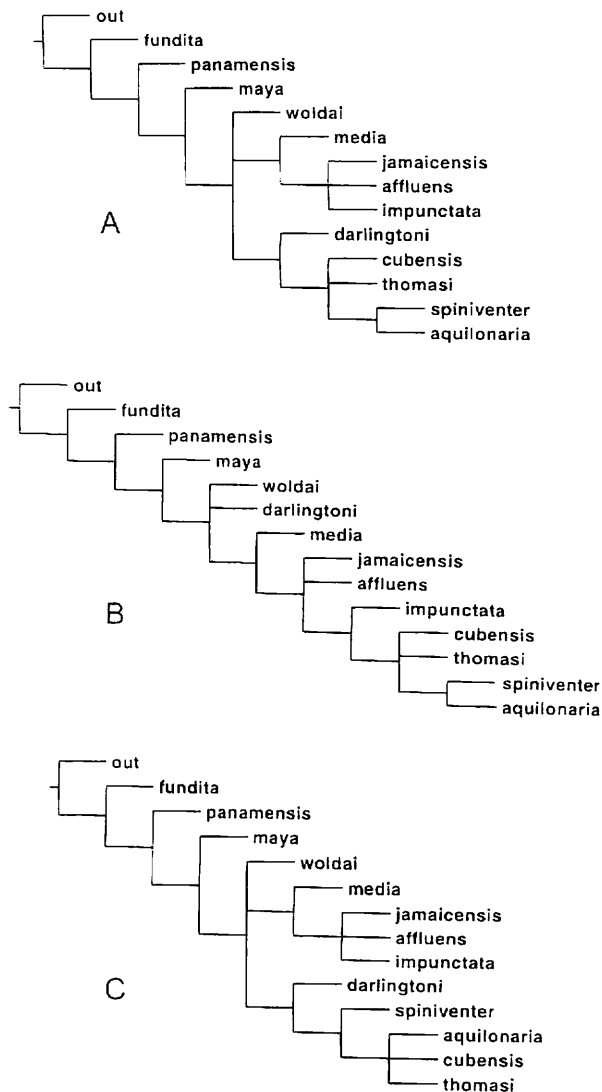 out
fundita
panamensis
maya
woldai
media
jamaicensis
affluens
impunctata
darlingtoni
cubensis
thomasi
spiniventer
aquilonaria
A
out
fundita
panamensis
maya
woldai
darlingtoni
media
jamaicensis
affluens
impunctata
cubensis
thomasi
spiniventer
aquilonaria
B
out
fundita
panamensis
maya
woldai
media
jamaicensis
affluens
impunctata
darlingtoni
spiniventer
aquilonaria
cubensis
thomasi
C